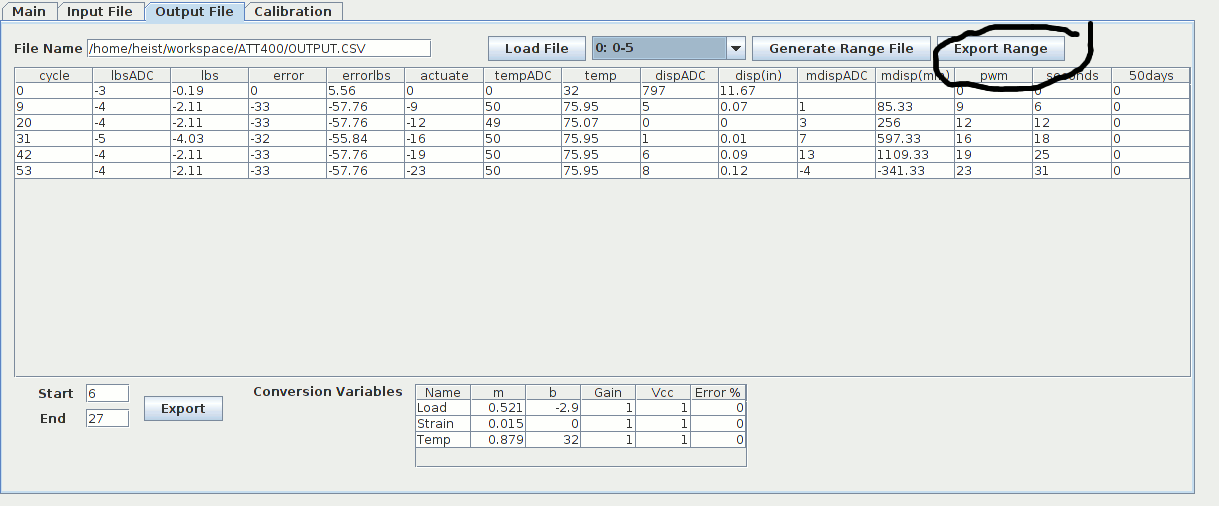 Main Input File Output File Calibration
File Name /home/heist/workspace/ATT400/OUTPUT.CSV Load File 0: 0-5 Generate Range File Export Range
cycle lbsADC lbs error errorlbs actuate tempADC temp dispADC disp(in) mdispADC mdisp(m pwm seconds 50days
0 -3 -0.19 0 5.56 0 0 32 797 11.67 0 0 0
9 -4 -2.11 -33 -57.76 -9 50 75.95 5 0.07 1 85.33 9 6 0
20 -4 -2.11 -33 -57.76 -12 49 75.07 0 0 3 256 12 12 0
31 -5 -4.03 -32 -55.84 -16 50 75.95 1 0.01 7 597.33 16 18 0
42 -4 -2.11 -33 -57.76 -19 50 75.95 6 0.09 13 1109.33 19 25 0
53 -4 -2.11 -33 -57.76 -23 50 75.95 8 0.12 -4 -341.33 23 31 0
Start 6
End 27
Export
Conversion Variables
Name m b Gain Vcc Error %
Load 0.521 -2.9 1 1 0
Strain 0.015 0 1 1 0
Temp 0.879 32 1 1 0